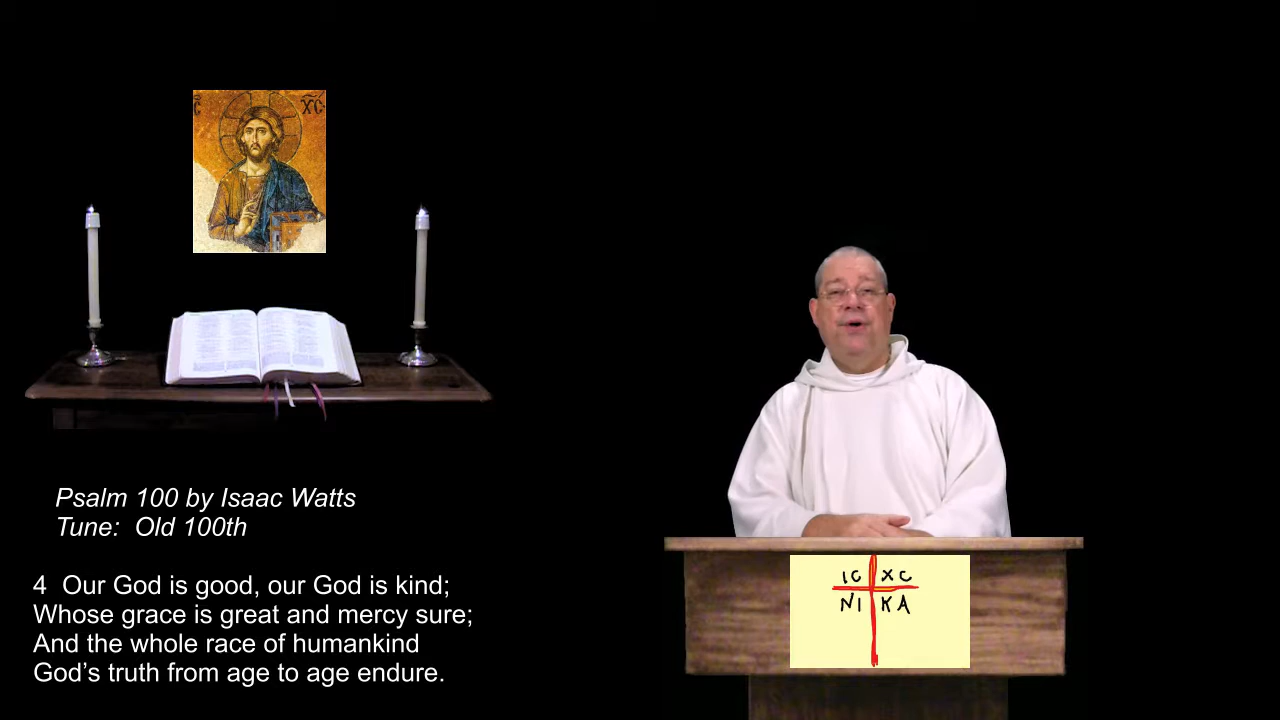 XC
Psalm 100 by Isaac Watts
Tune:  Old 100th
4  Our God is good, our God is kind;
Whose grace is great and mercy sure;
And the whole race of humankind
God’s truth from age to age endure.
IC XC
NI KA